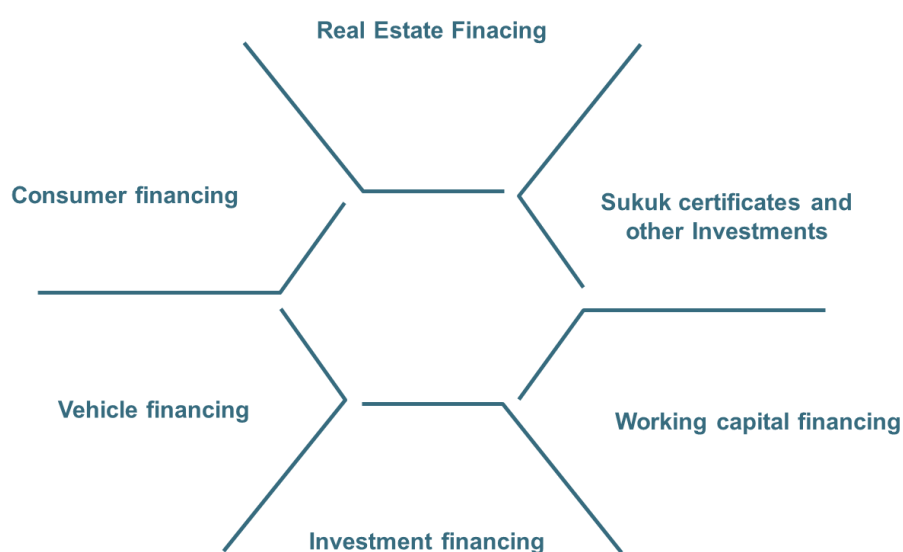 Real Estate Finacing
Consumer financing
Sukuk certificates and
other Investments
Vehicle financing
Working capital financing
Investment financing